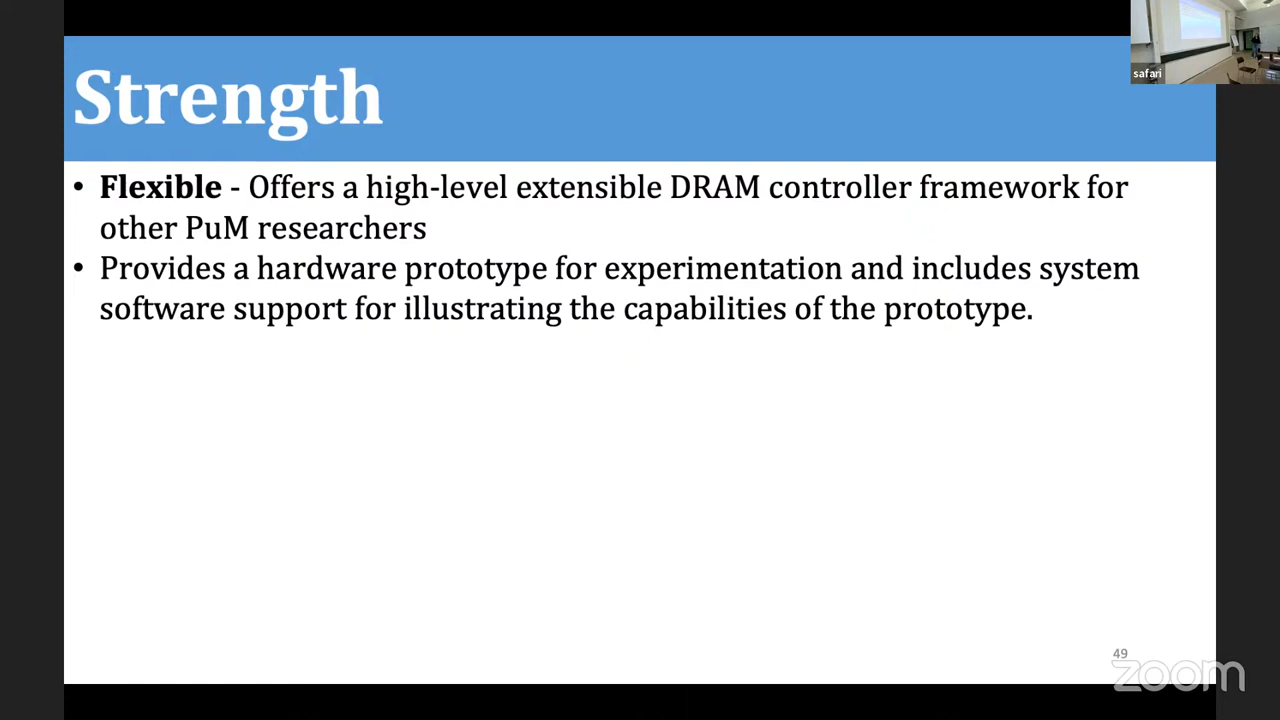 Strength
safari
• Flexible - Offers a high-level extensible DRAM controller framework for
other PuM researchers
• Provides a hardware prototype for experimentation and includes system
software support for illustrating the capabilities of the prototype.
49
zoom